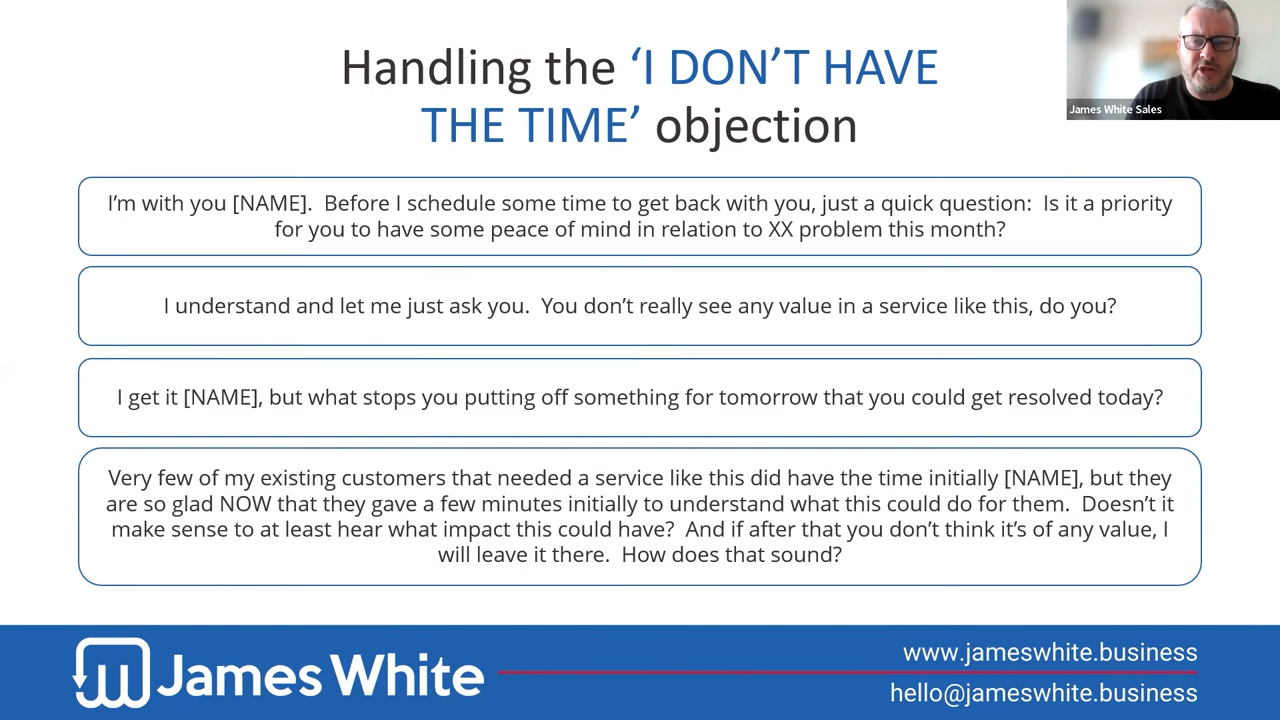 Handling the ‘I DON’T HAVE
THE TIME’ objection
James White Sales
I’m with you [NAME].  Before I schedule some time to get back with you, just a quick question:  Is it a priority
for you to have some peace of mind in relation to XX problem this month?
I understand and let me just ask you.  You don’t really see any value in a service like this, do you?
I get it [NAME], but what stops you putting off something for tomorrow that you could get resolved today?
Very few of my existing customers that needed a service like this did have the time initially [NAME], but they
are so glad NOW that they gave a few minutes initially to understand what this could do for them.  Doesn’t it
make sense to at least hear what impact this could have?  And if after that you don’t think it’s of any value, I
will leave it there.  How does that sound?
James White
www.jameswhite.business
hello@jameswhite.business